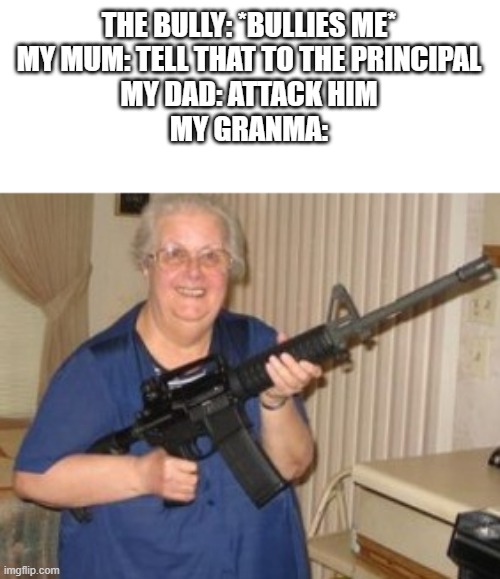 THE BULLY: *BULLIES ME*
MY MUM: TELL THAT TO THE PRINCIPAL
MY DAD: ATTACK HIM
MY GRANMA:
imgflip.com